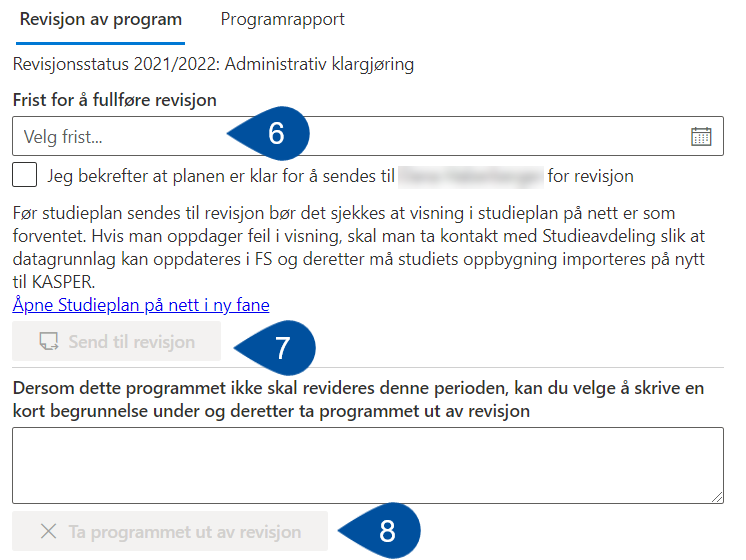 Revisjon av program Programrapport
Revisjonsstatus 2021/2022: Administrativ klargjøring
Frist for å fullføre revisjon
Velg frist... 6
Jeg bekrefter at planen er klar for å sendes til for revisjon
Før studieplan sendes til revisjon bør det sjekkes at visning i studieplan på nett er som
forventet. Hvis man oppdager feil i visning, skal man ta kontakt med Studieavdeling slik at
datagrunnlag kan oppdateres i FS og deretter må studiets oppbygning importeres på nytt
til KASPER.
Åpne Studieplan på nett i ny fane
Send til revisjon 7
Dersom dette programmet ikke skal revideres denne perioden, kan du velge å skrive en
kort begrunnelse under og deretter ta programmet ut av revisjon
Ta programmet ut av revisjon 8